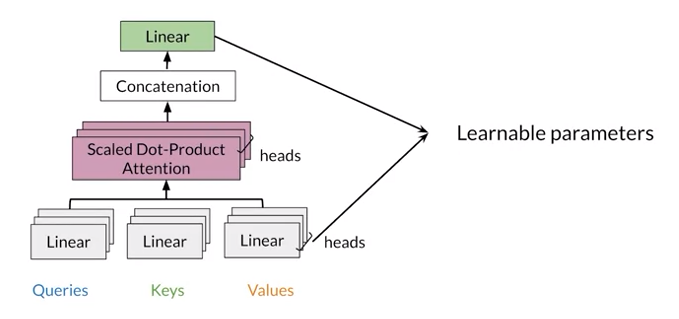 Linear
Concatenation
Scaled Dot-Product
Attention
heads
Learnable parameters
Linear
Linear
Linear
heads
Queries
Keys
Values